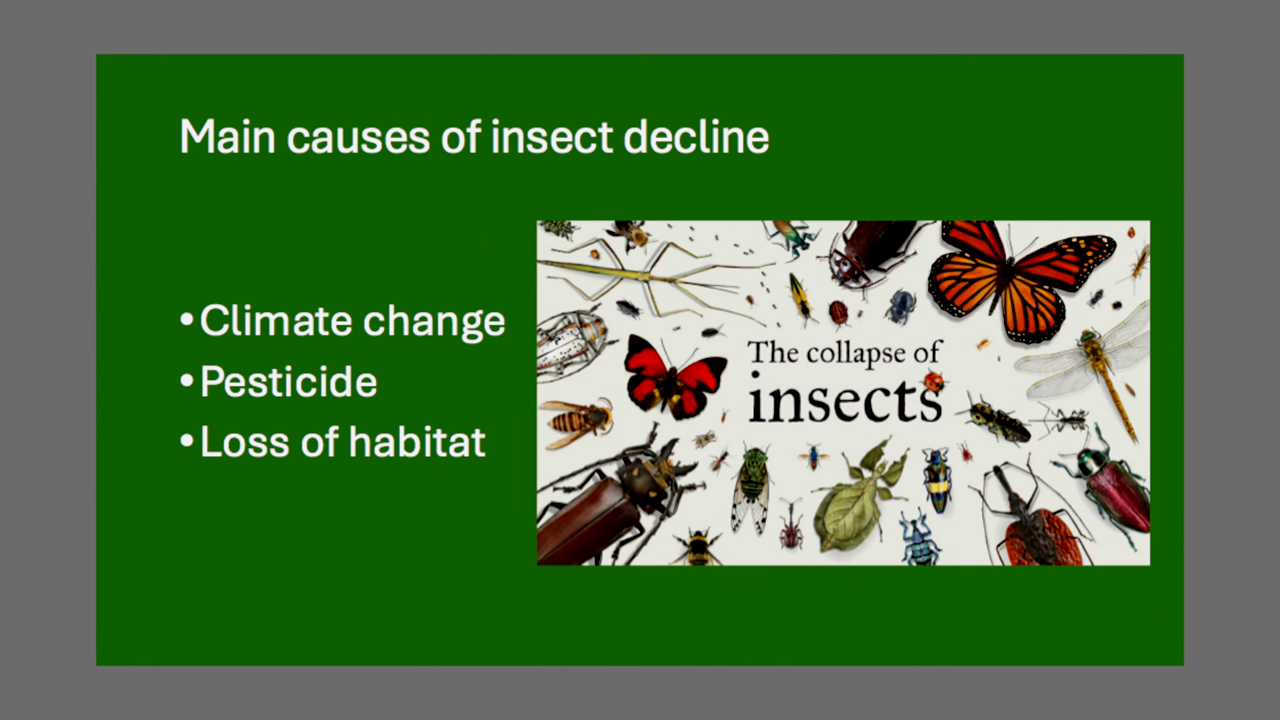 Main causes of insect decline
•Climate change
•Pesticide
•Loss of habitat
The collapse of
insects